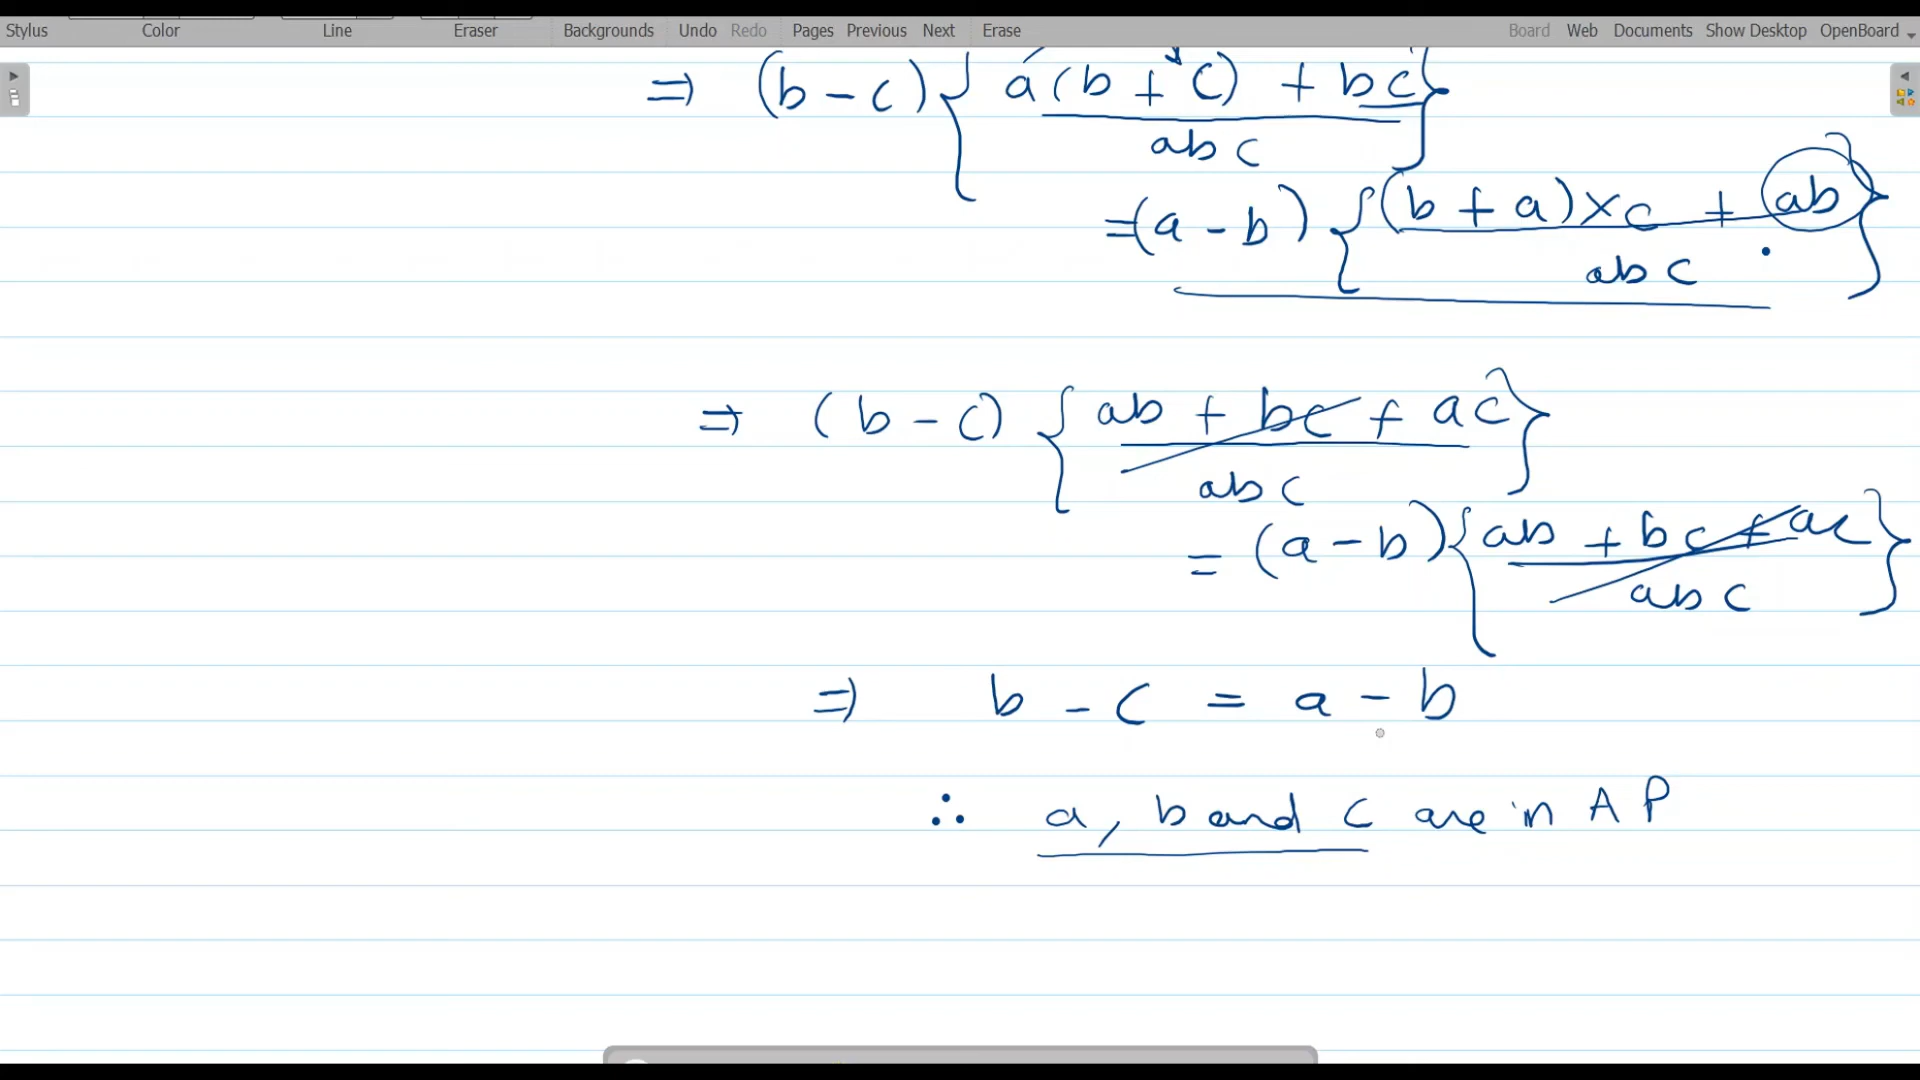 Stylus Color Line Eraser Backgrounds Undo Redo Pages Previous Next Erase Board Web Documents Show Desktop OpenBoard
⇒ (b - c) { a(b + c) + bc / abc }
= (a - b) { (b + a) × c + ab / abc }
⇒ (b - c) { ab + bc + ac / abc }
= (a - b) { ab + bc + ac / abc }
⇒ b - c = a - b
∴ a, b and c are in A P